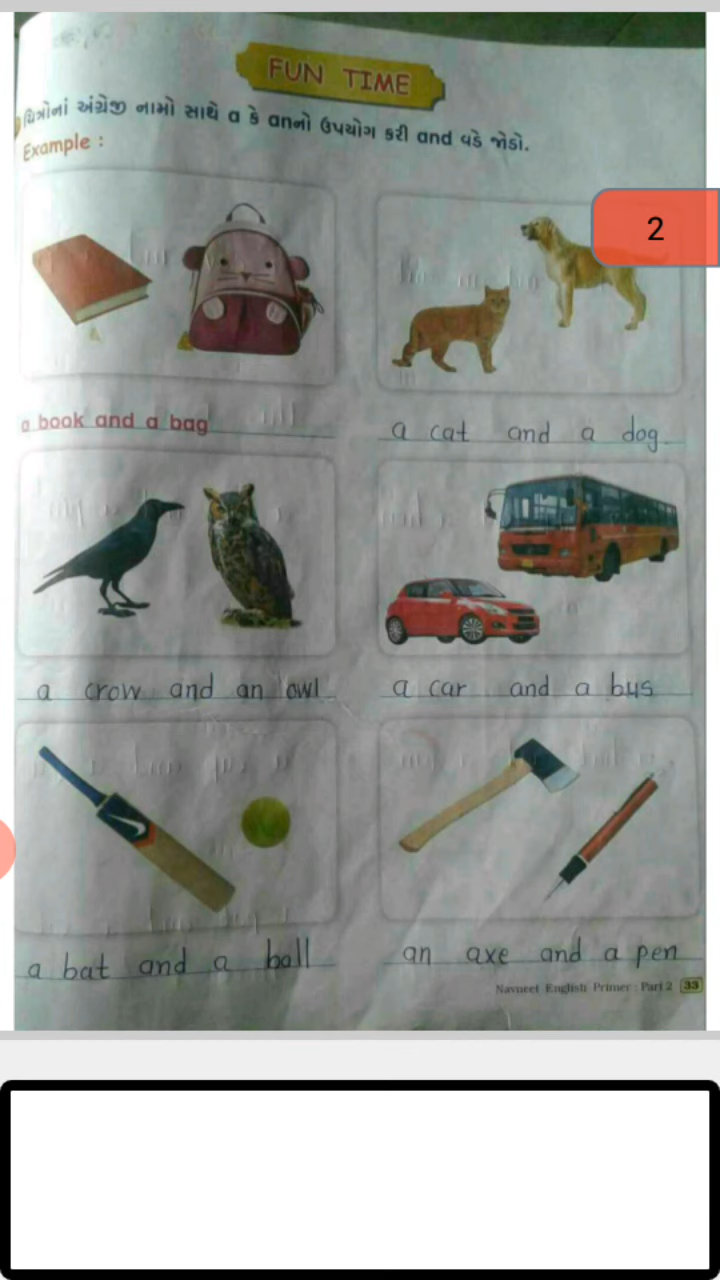 FUN TIME
ચિત્રોનાં અંગ્રેજી નામો સાથે a કે anનો ઉપયોગ કરી and વડે જોડો.
Example :
2
a book and a bag
a cat and a dog
a crow and an owl
a car and a bus
a bat and a ball
an axe and a pen
Navneet English Primer : Part 2 33